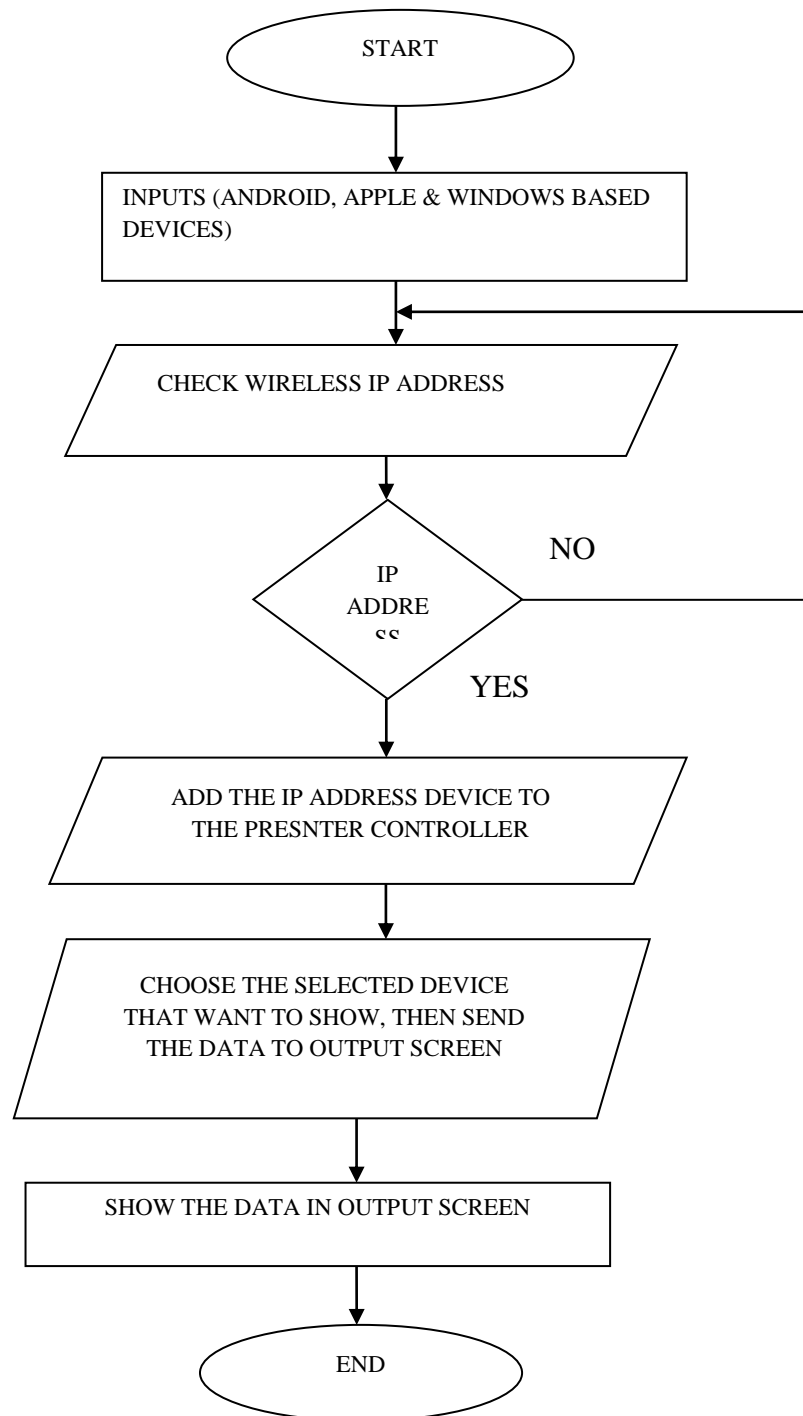 START
INPUTS (ANDROID, APPLE & WINDOWS BASED
DEVICES)
CHECK WIRELESS IP ADDRESS
NO
IP
ADDRE
SS
YES
ADD THE IP ADDRESS DEVICE TO
THE PRESNTER CONTROLLER
CHOOSE THE SELECTED DEVICE
THAT WANT TO SHOW, THEN SEND
THE DATA TO OUTPUT SCREEN
SHOW THE DATA IN OUTPUT SCREEN
END